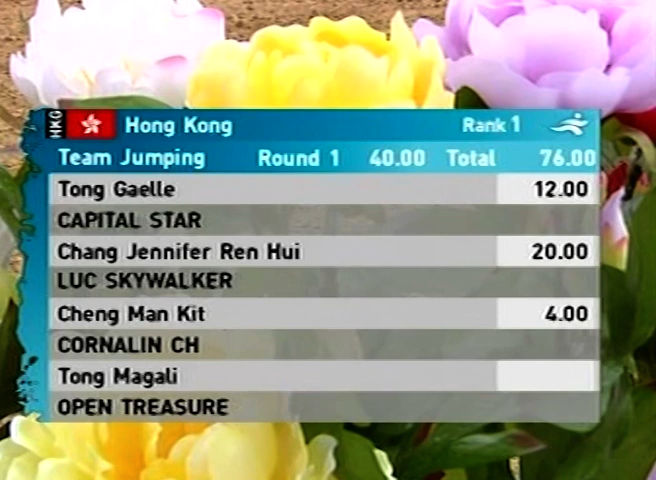 HKG Hong Kong Rank 1
Team Jumping Round 1 40.00 Total 76.00
Tong Gaelle 12.00
CAPITAL STAR
Chang Jennifer Ren Hui 20.00
LUC SKYWALKER
Cheng Man Kit 4.00
CORNALIN CH
Tong Magali
OPEN TREASURE